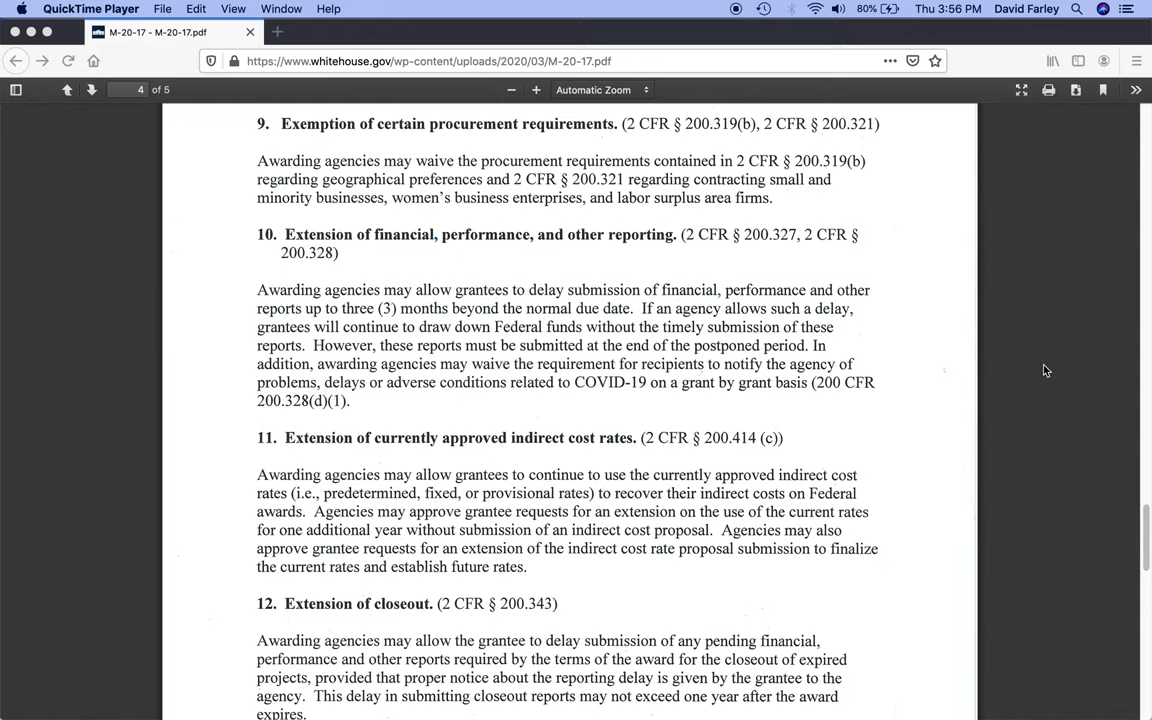 QuickTime Player File Edit View Window Help 80% Thu 3:56 PM David Farley
M-20-17 - M-20-17.pdf
https://www.whitehouse.gov/wp-content/uploads/2020/03/M-20-17.pdf
4 of 5 Automatic Zoom
9. Exemption of certain procurement requirements. (2 CFR § 200.319(b), 2 CFR § 200.321)
Awarding agencies may waive the procurement requirements contained in 2 CFR § 200.319(b)
regarding geographical preferences and 2 CFR § 200.321 regarding contracting small and
minority businesses, women's business enterprises, and labor surplus area firms.
10. Extension of financial, performance, and other reporting. (2 CFR § 200.327, 2 CFR §
200.328)
Awarding agencies may allow grantees to delay submission of financial, performance and other
reports up to three (3) months beyond the normal due date. If an agency allows such a delay,
grantees will continue to draw down Federal funds without the timely submission of these
reports. However, these reports must be submitted at the end of the postponed period. In
addition, awarding agencies may waive the requirement for recipients to notify the agency of
problems, delays or adverse conditions related to COVID-19 on a grant by grant basis (200 CFR
200.328(d)(1).
11. Extension of currently approved indirect cost rates. (2 CFR § 200.414 (c))
Awarding agencies may allow grantees to continue to use the currently approved indirect cost
rates (i.e., predetermined, fixed, or provisional rates) to recover their indirect costs on Federal
awards. Agencies may approve grantee requests for an extension on the use of the current rates
for one additional year without submission of an indirect cost proposal. Agencies may also
approve grantee requests for an extension of the indirect cost rate proposal submission to finalize
the current rates and establish future rates.
12. Extension of closeout. (2 CFR § 200.343)
Awarding agencies may allow the grantee to delay submission of any pending financial,
performance and other reports required by the terms of the award for the closeout of expired
projects, provided that proper notice about the reporting delay is given by the grantee to the
agency. This delay in submitting closeout reports may not exceed one year after the award
expires.